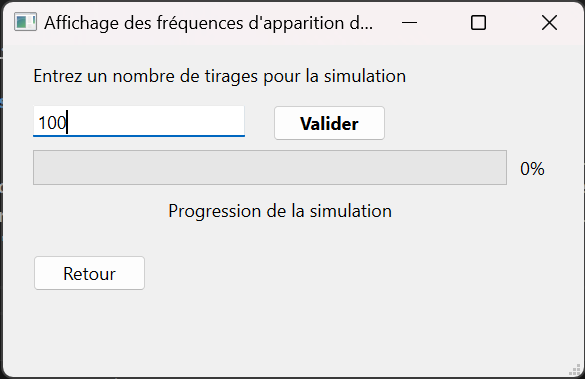 Affichage des fréquences d'apparition d...
Entrez un nombre de tirages pour la simulation
100
Valider
0%
Progression de la simulation
Retour